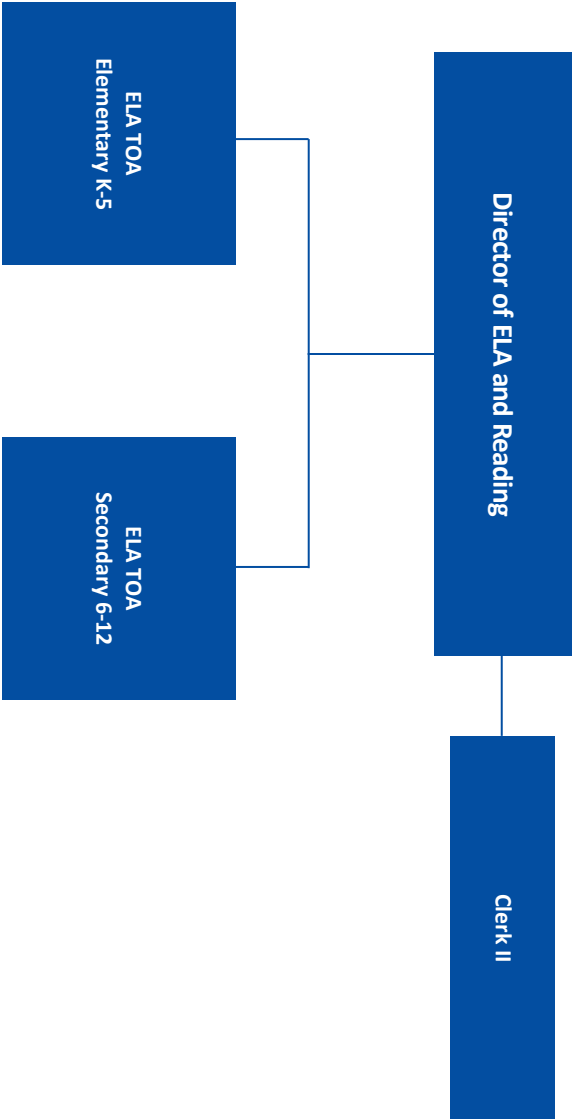 Director of ELA and Reading
Clerk II
ELA TOA
Elementary K-5
ELA TOA
Secondary 6-12